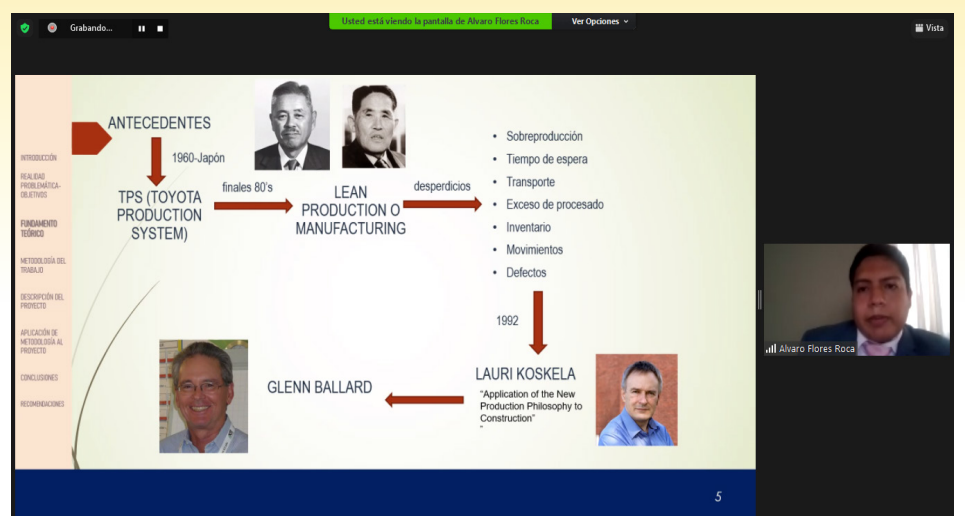 Grabando...
Usted está viendo la pantalla de Alvaro Flores Roca
Ver Opciones
Vista
INTRODUCCIÓN
REALIDAD
PROBLEMÁTICA-
OBJETIVOS
FUNDAMENTO
TEÓRICO
METODOLOGÍA DEL
TRABAJO
DESCRIPCIÓN DEL
PROYECTO
APLICACIÓN DE
METODOLOGÍA AL
PROYECTO
CONCLUSIONES
RECOMENDACIONES
ANTECEDENTES
1960-Japón
TPS (TOYOTA
PRODUCTION
SYSTEM)
finales 80's
LEAN
PRODUCTION O
MANUFACTURING
desperdicios
• Sobreproducción
• Tiempo de espera
• Transporte
• Exceso de procesado
• Inventario
• Movimientos
• Defectos
1992
LAURI KOSKELA
"Application of the New
Production Philosophy to
Construction"
"
GLENN BALLARD
5
Alvaro Flores Roca